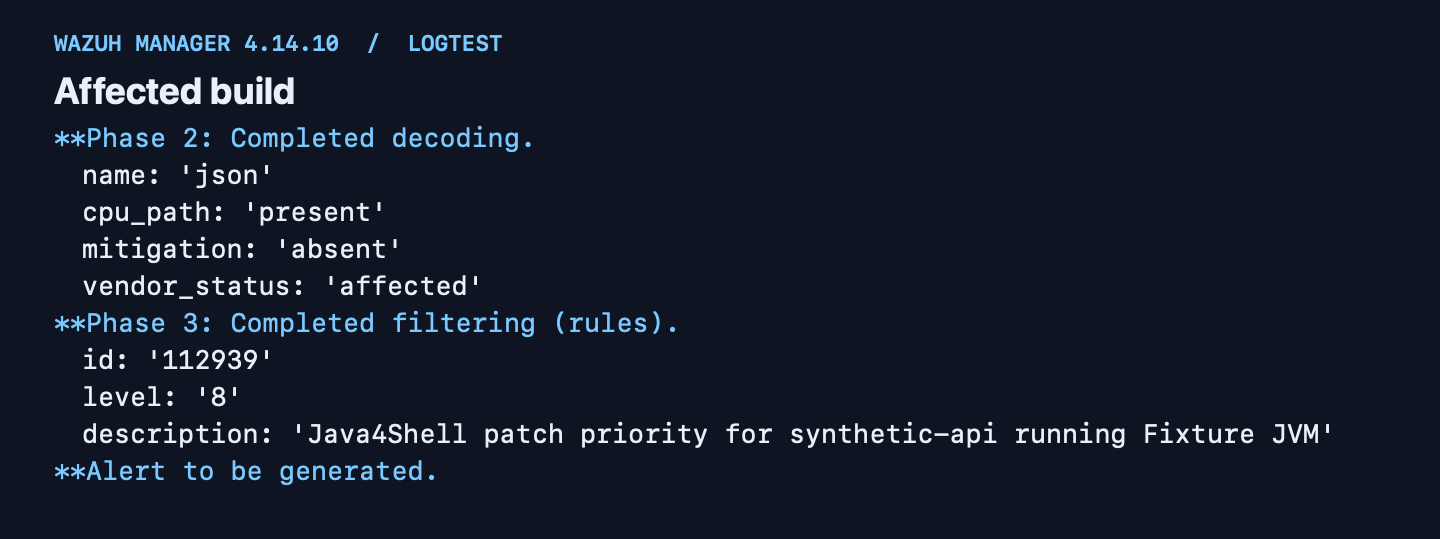 WAZUH MANAGER 4.14.10 / LOGTEST
Affected build
**Phase 2: Completed decoding.
name: 'json'
cpu_path: 'present'
mitigation: 'absent'
vendor_status: 'affected'
**Phase 3: Completed filtering (rules).
id: '112939'
level: '8'
description: 'Java4Shell patch priority for synthetic-api running Fixture JVM'
**Alert to be generated.